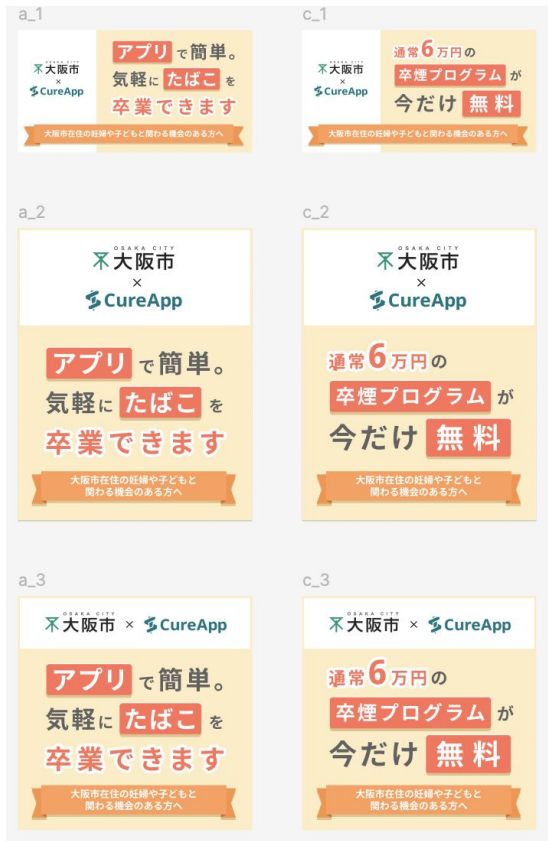 a_1
OSAKA CITY
大阪市
×
CureApp
アプリで簡単。
気軽にたばこを
卒業できます
大阪市在住の妊婦や子どもと関わる機会のある方へ
c_1
OSAKA CITY
大阪市
×
CureApp
通常6万円の
卒煙プログラムが
今だけ無料
大阪市在住の妊婦や子どもと関わる機会のある方へ
a_2
OSAKA CITY
大阪市
×
CureApp
アプリで簡単。
気軽にたばこを
卒業できます
大阪市在住の妊婦や子どもと
関わる機会のある方へ
c_2
OSAKA CITY
大阪市
×
CureApp
通常6万円の
卒煙プログラムが
今だけ無料
大阪市在住の妊婦や子どもと
関わる機会のある方へ
a_3
OSAKA CITY
大阪市 × CureApp
アプリで簡単。
気軽にたばこを
卒業できます
大阪市在住の妊婦や子どもと
関わる機会のある方へ
c_3
OSAKA CITY
大阪市 × CureApp
通常6万円の
卒煙プログラムが
今だけ無料
大阪市在住の妊婦や子どもと
関わる機会のある方へ